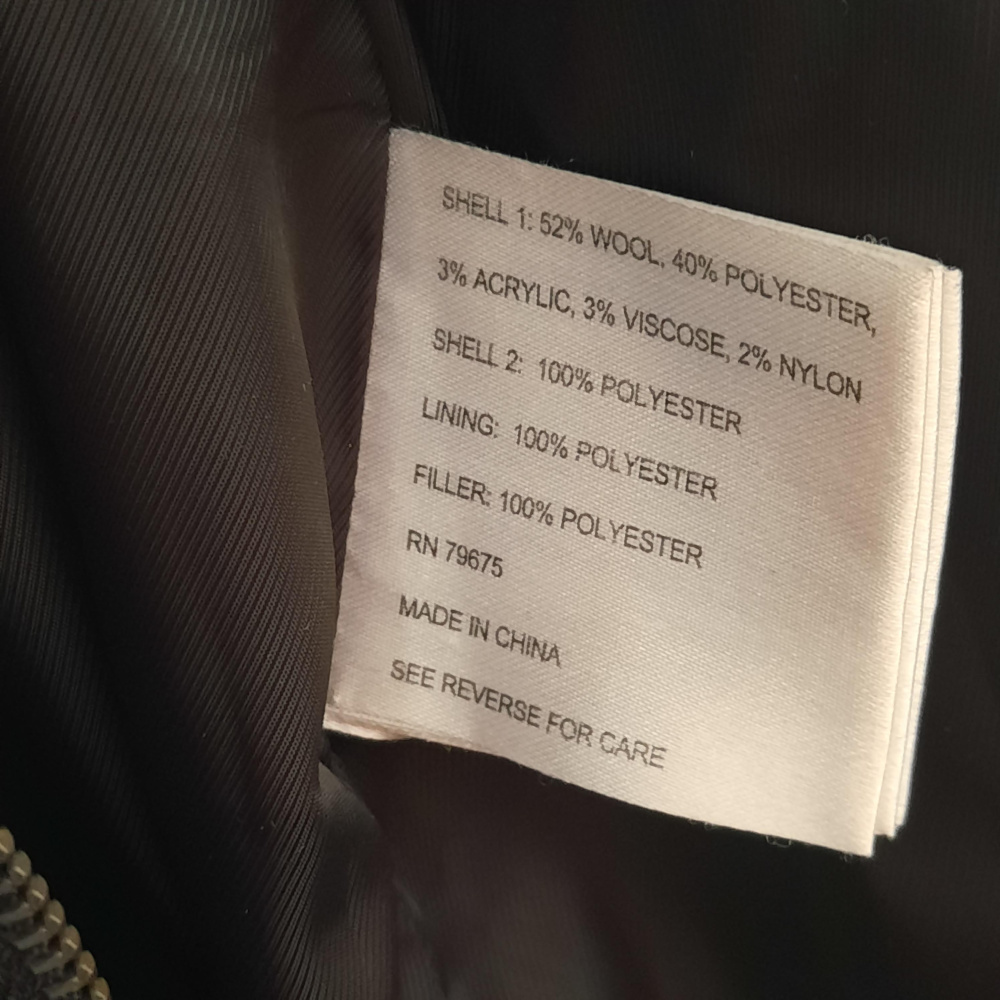 SHELL 1: 52% WOOL, 40% POLYESTER,
3% ACRYLIC, 3% VISCOSE, 2% NYLON
SHELL 2: 100% POLYESTER
LINING: 100% POLYESTER
FILLER: 100% POLYESTER
RN 79675
MADE IN CHINA
SEE REVERSE FOR CARE